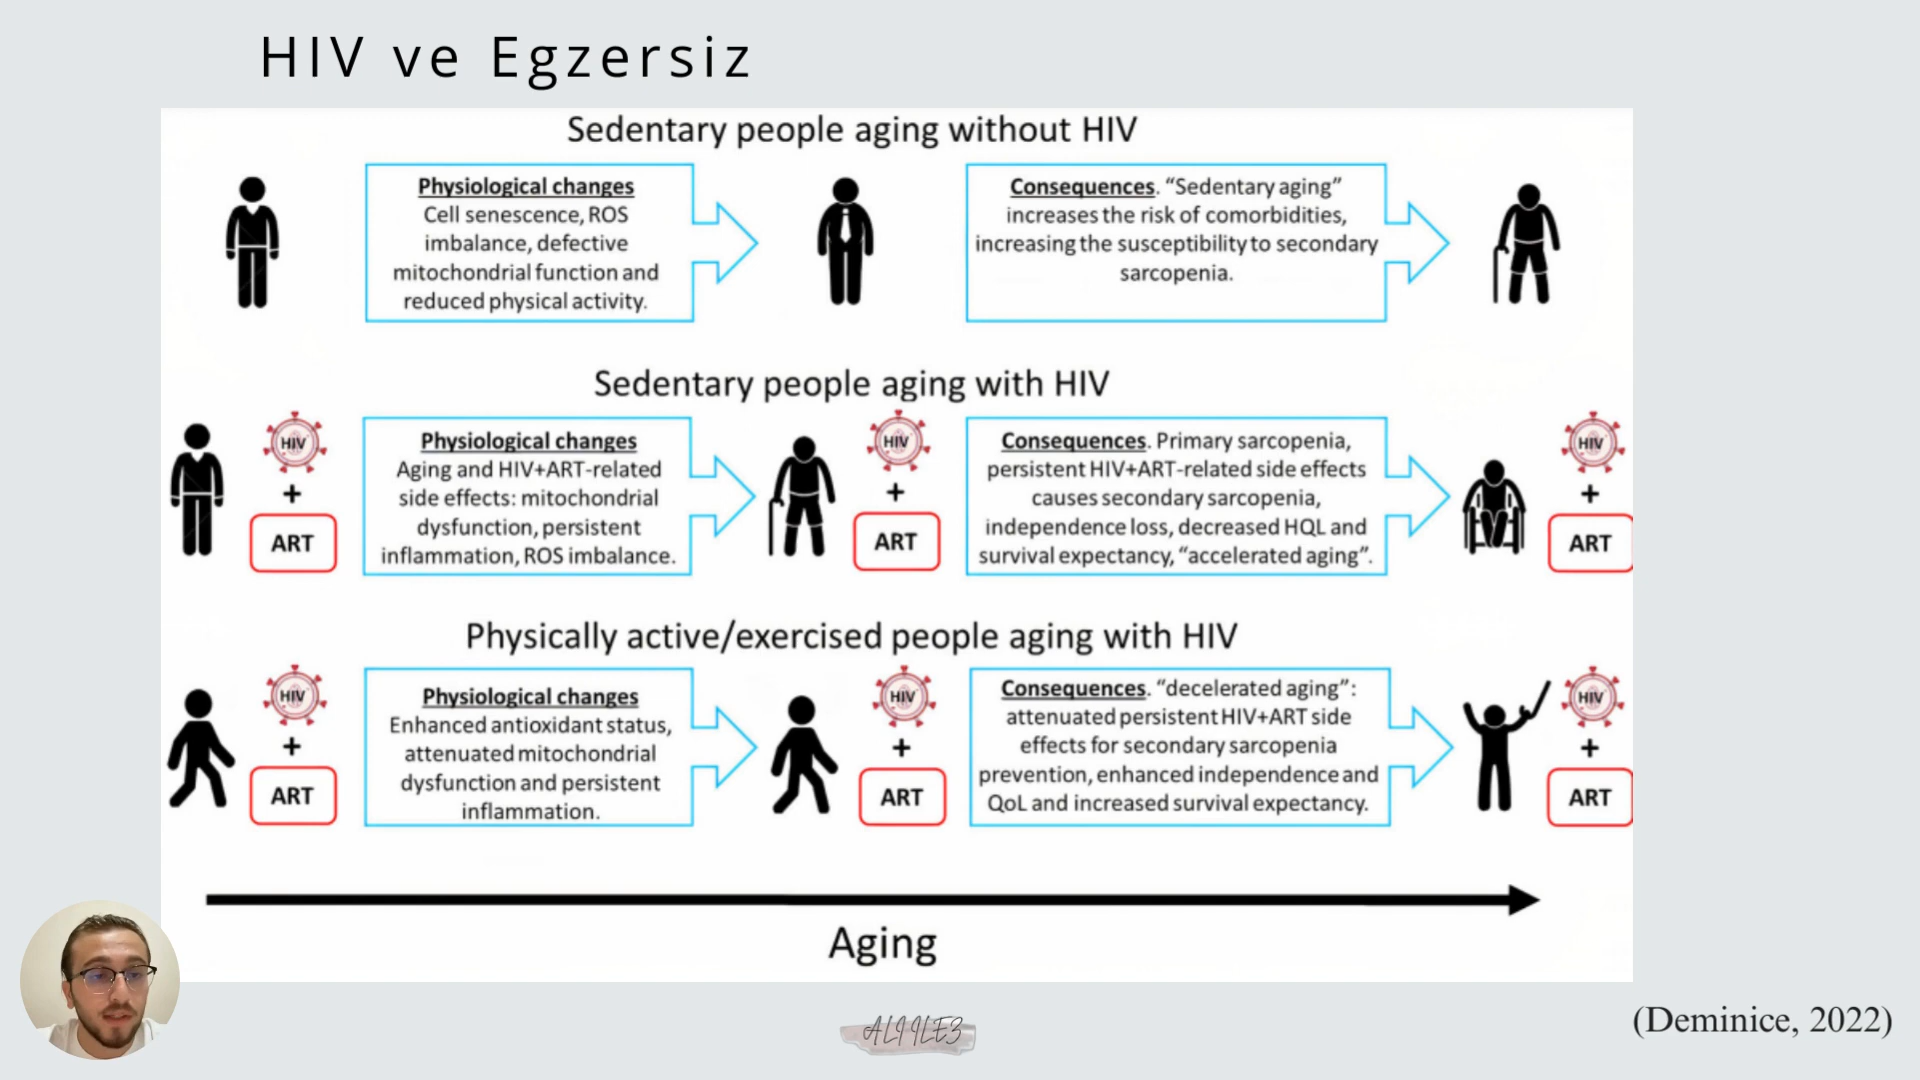 HIV ve Egzersiz
Sedentary people aging without HIV
Physiological changes
Cell senescence, ROS
imbalance, defective
mitochondrial function and
reduced physical activity.
Consequences. “Sedentary aging”
increases the risk of comorbidities,
increasing the susceptibility to secondary
sarcopenia.
Sedentary people aging with HIV
HIV
+
ART
Physiological changes
Aging and HIV+ART-related
side effects: mitochondrial
dysfunction, persistent
inflammation, ROS imbalance.
HIV
+
ART
Consequences. Primary sarcopenia,
persistent HIV+ART-related side effects
causes secondary sarcopenia,
independence loss, decreased HQL and
survival expectancy, “accelerated aging”.
HIV
+
ART
Physically active/exercised people aging with HIV
HIV
+
ART
Physiological changes
Enhanced antioxidant status,
attenuated mitochondrial
dysfunction and persistent
inflammation.
HIV
+
ART
Consequences. “decelerated aging”:
attenuated persistent HIV+ART side
effects for secondary sarcopenia
prevention, enhanced independence and
QoL and increased survival expectancy.
HIV
+
ART
Aging
(Deminice, 2022)